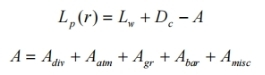 L_p(r) = L_w + D_c − A
A = A_div + A_atm + A_gr + A_bar + A_misc